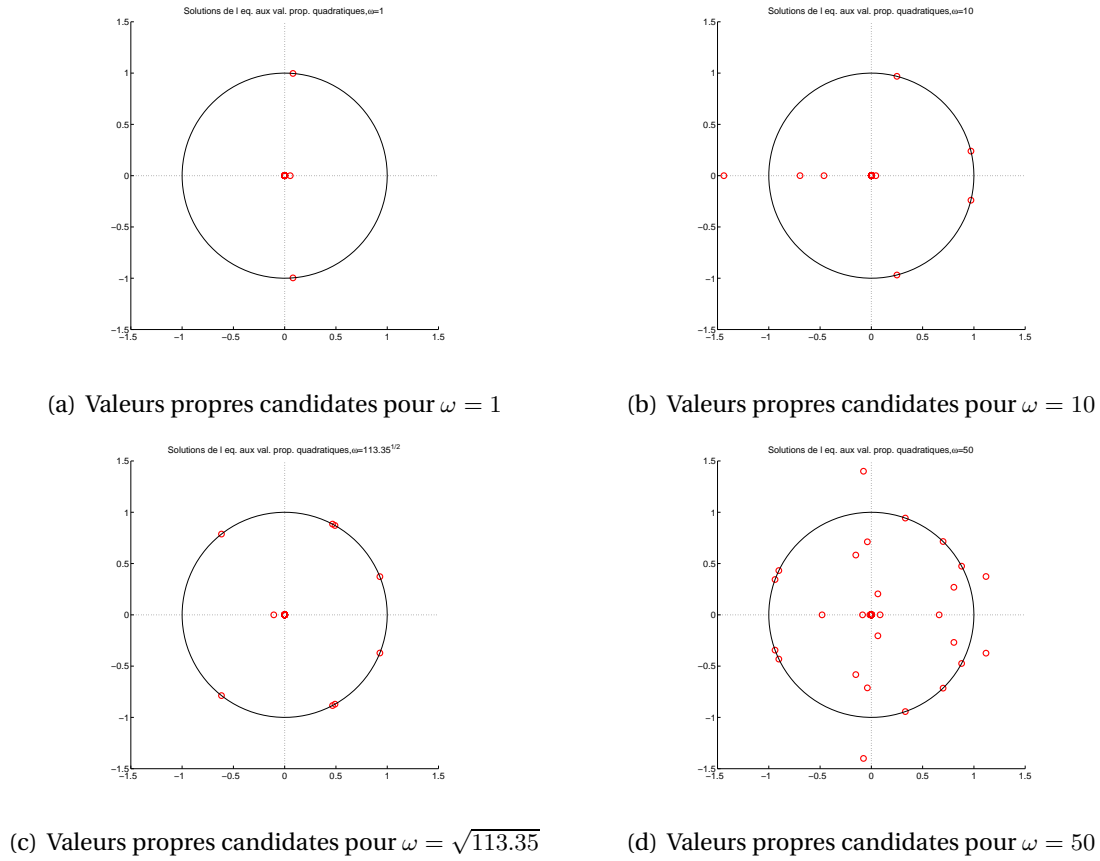 Solutions de l eq. aux val. prop. quadratiques,ω=1
1.5
1
0.5
0
−0.5
−1
−1.5
−1.5 −1 −0.5 0 0.5 1 1.5
(a) Valeurs propres candidates pour ω = 1
Solutions de l eq. aux val. prop. quadratiques,ω=10
1.5
1
0.5
0
−0.5
−1
−1.5
−1.5 −1 −0.5 0 0.5 1 1.5
(b) Valeurs propres candidates pour ω = 10
Solutions de l eq. aux val. prop. quadratiques,ω=113.35^1/2
1.5
1
0.5
0
−0.5
−1
−1.5
−1.5 −1 −0.5 0 0.5 1 1.5
(c) Valeurs propres candidates pour ω = √113.35
Solutions de l eq. aux val. prop. quadratiques,ω=50
1.5
1
0.5
0
−0.5
−1
−1.5
−1.5 −1 −0.5 0 0.5 1 1.5
(d) Valeurs propres candidates pour ω = 50